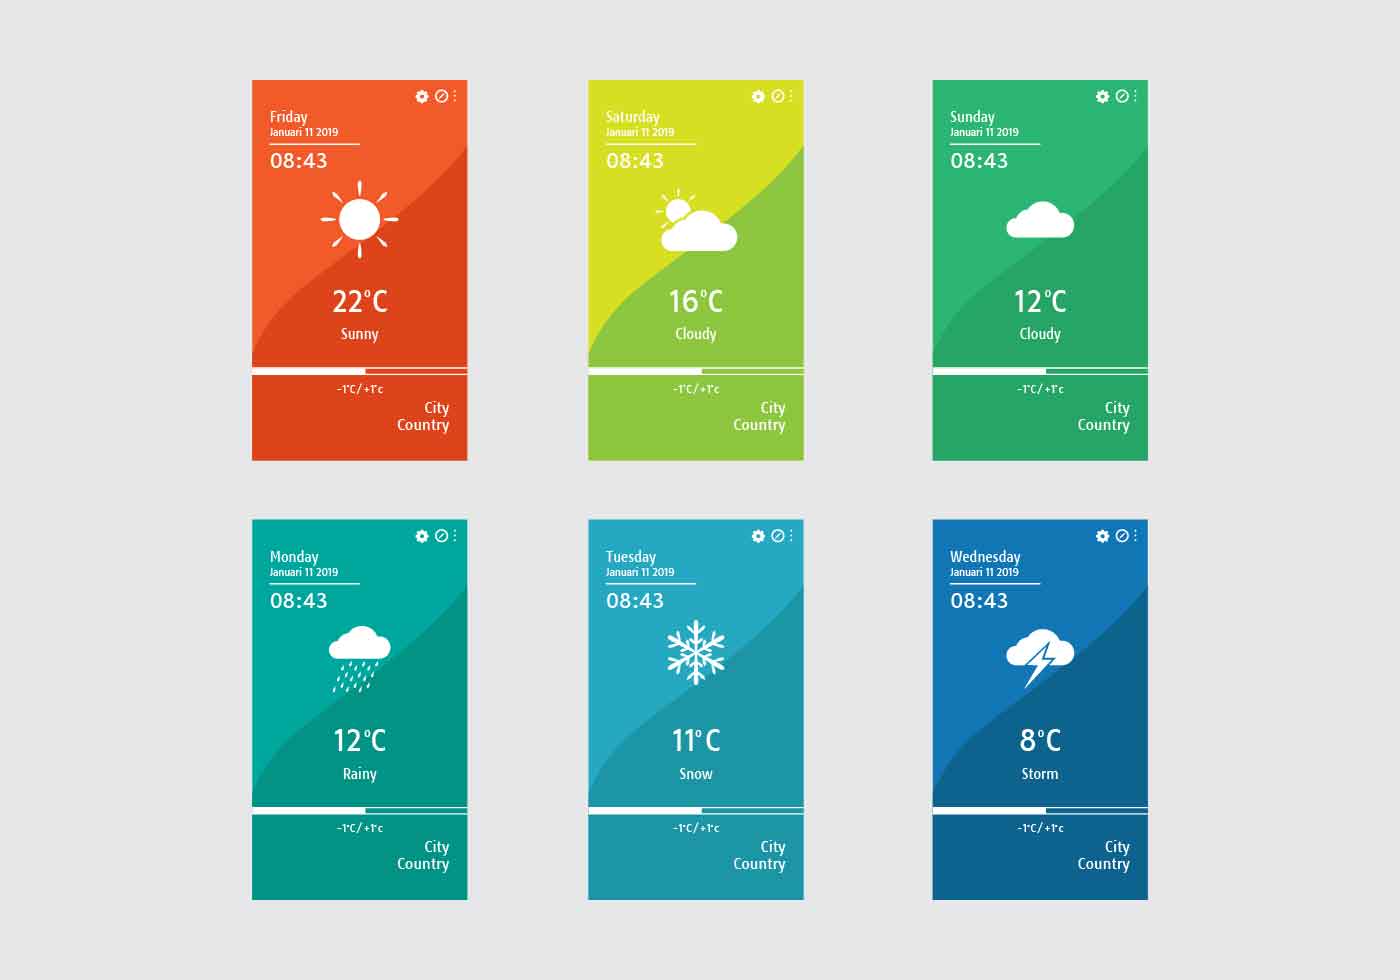 Friday
Januari 11 2019
08:43
22°C
Sunny
-1°C/+1°c
City
Country
Saturday
Januari 11 2019
08:43
16°C
Cloudy
-1°C/+1°c
City
Country
Sunday
Januari 11 2019
08:43
12°C
Cloudy
-1°C/+1°c
City
Country
Monday
Januari 11 2019
08:43
12°C
Rainy
-1°C/+1°c
City
Country
Tuesday
Januari 11 2019
08:43
11°C
Snow
-1°C/+1°c
City
Country
Wednesday
Januari 11 2019
08:43
8°C
Storm
-1°C/+1°c
City
Country